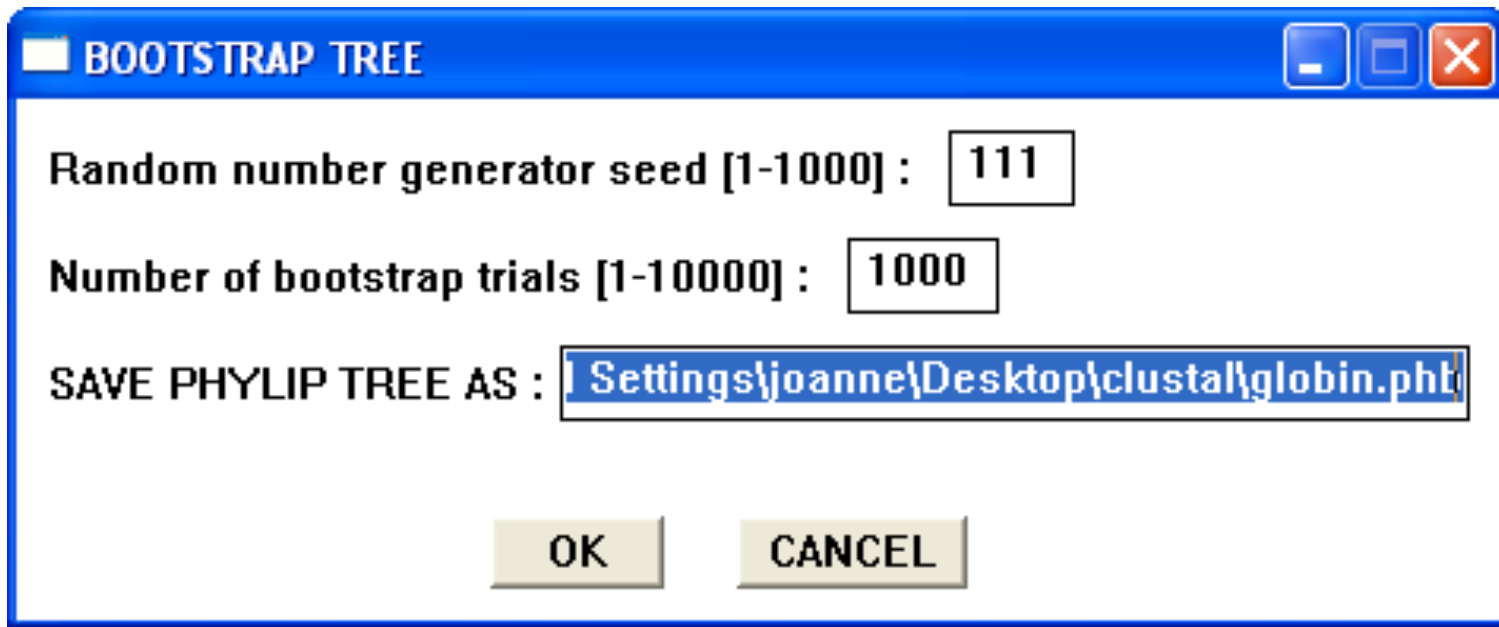 BOOTSTRAP TREE
Random number generator seed [1-1000] : 111
Number of bootstrap trials [1-10000] : 1000
SAVE PHYLIP TREE AS : Settings\joanne\Desktop\clustal\globin.phb
OK CANCEL